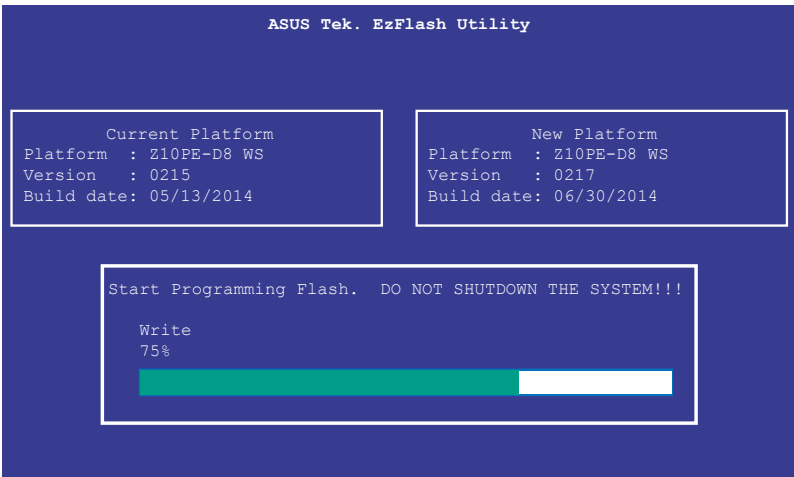 ASUS Tek. EzFlash Utility
Current Platform
Platform : Z10PE-D8 WS
Version : 0215
Build date: 05/13/2014
New Platform
Platform : Z10PE-D8 WS
Version : 0217
Build date: 06/30/2014
Start Programming Flash. DO NOT SHUTDOWN THE SYSTEM!!!
Write
75%